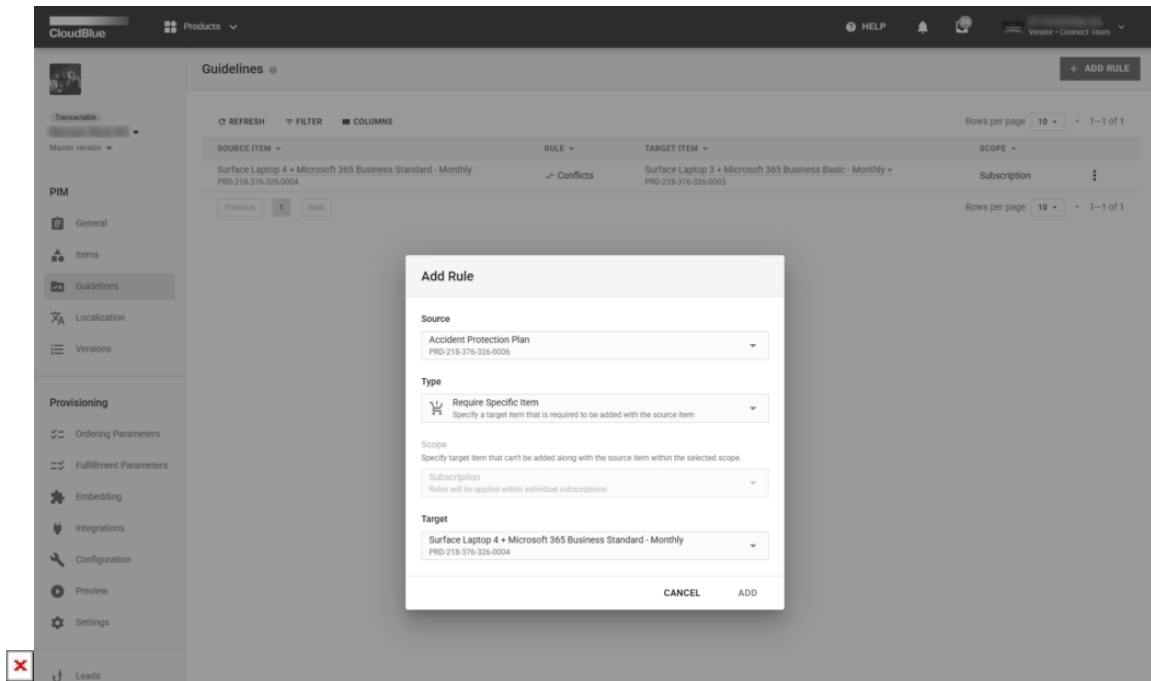 CloudBlue
Products
HELP
Vendor • Connect Team
Guidelines
+ ADD RULE
Transactable
Master version
REFRESH
FILTER
COLUMNS
Rows per page 10 • 1—1 of 1
SOURCE ITEM
RULE
TARGET ITEM
SCOPE
Surface Laptop 4 + Microsoft 365 Business Standard - Monthly
PRD-218-376-326-0004
Conflicts
Surface Laptop 3 + Microsoft 365 Business Basic - Monthly +
PRD-218-376-326-0003
Subscription
Previous 1 Next
Rows per page 10 • 1—1 of 1
PIM
General
Items
Guidelines
Localization
Versions
Provisioning
Ordering Parameters
Fulfillment Parameters
Embedding
Integrations
Configuration
Preview
Settings
Leads
Add Rule
Source
Accident Protection Plan
PRD-218-376-326-0006
Type
Require Specific Item
Specify a target item that is required to be added with the source item
Scope
Specify target item that can't be added along with the source item within the selected scope.
Subscription
Rules will be applied within individual subscriptions
Target
Surface Laptop 4 + Microsoft 365 Business Standard - Monthly
PRD-218-376-326-0004
CANCEL
ADD